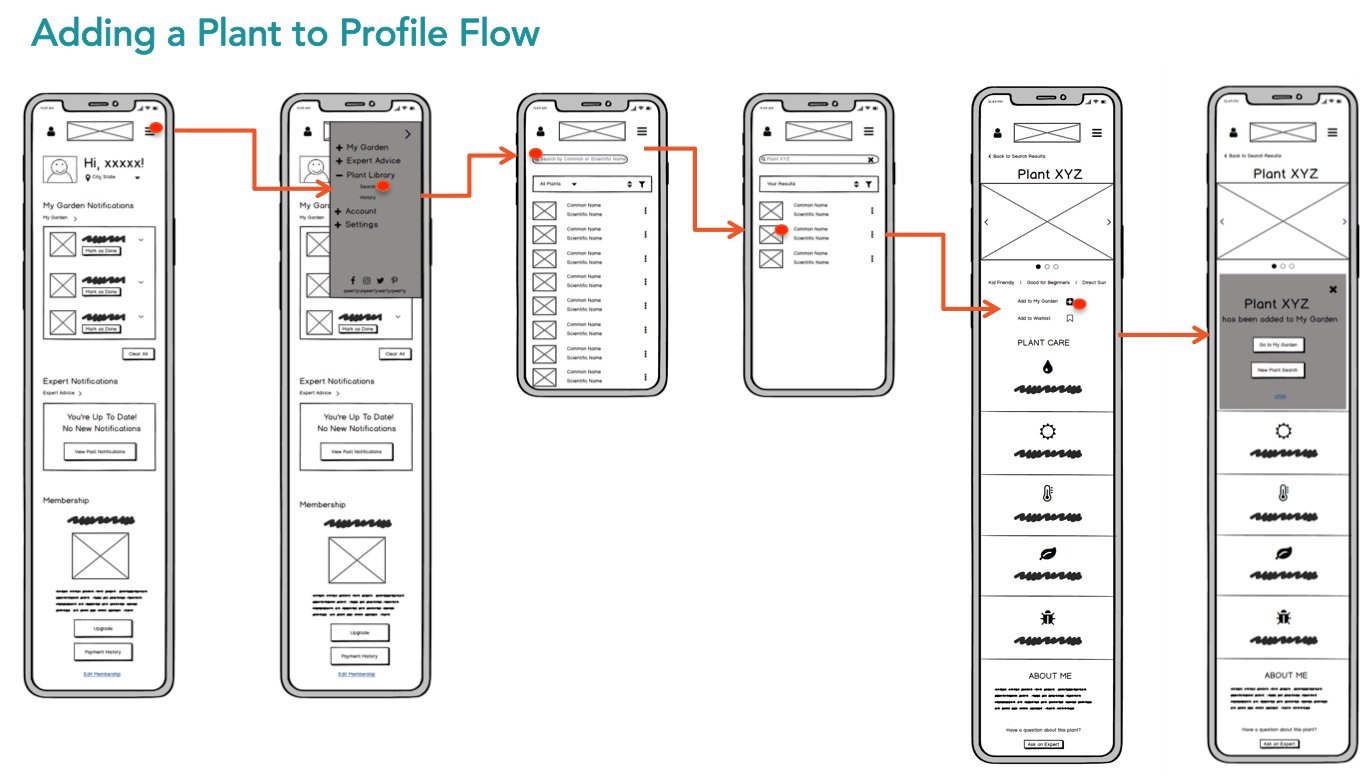 Adding a Plant to Profile Flow
Hi, xxxxx!
City, State
My Garden Notifications
My Garden >
Mark as Done
Mark as Done
Mark as Done
Clear All
Expert Notifications
Expert Advice >
You're Up To Date!
No New Notifications
View Past Notifications
Membership
Upgrade
Payment History
Edit Membership
My Garden
Expert Advice
Plant Library
Search
History
Account
Settings
My Gard
My Garden
Mark as Done
Clear All
Expert Notifications
Expert Advice >
You're Up To Date!
No New Notifications
View Past Notifications
Membership
Upgrade
Payment History
Edit Membership
Search by Common or Scientific Name
All Plants
Common Name
Scientific Name
Common Name
Scientific Name
Common Name
Scientific Name
Common Name
Scientific Name
Common Name
Scientific Name
Common Name
Scientific Name
Common Name
Scientific Name
Common Name
Scientific Name
Plant XYZ
Your Results
Common Name
Scientific Name
Common Name
Scientific Name
Common Name
Scientific Name
< Back to Search Results
Plant XYZ
Kid Friendly | Good for Beginners | Direct Sun
Add to My Garden
Add to Wishlist
PLANT CARE
ABOUT ME
Have a question about this plant?
Ask an Expert
< Back to Search Results
Plant XYZ
Plant XYZ
has been added to My Garden
Go to My Garden
New Plant Search
ABOUT ME
Have a question about this plant?
Ask an Expert